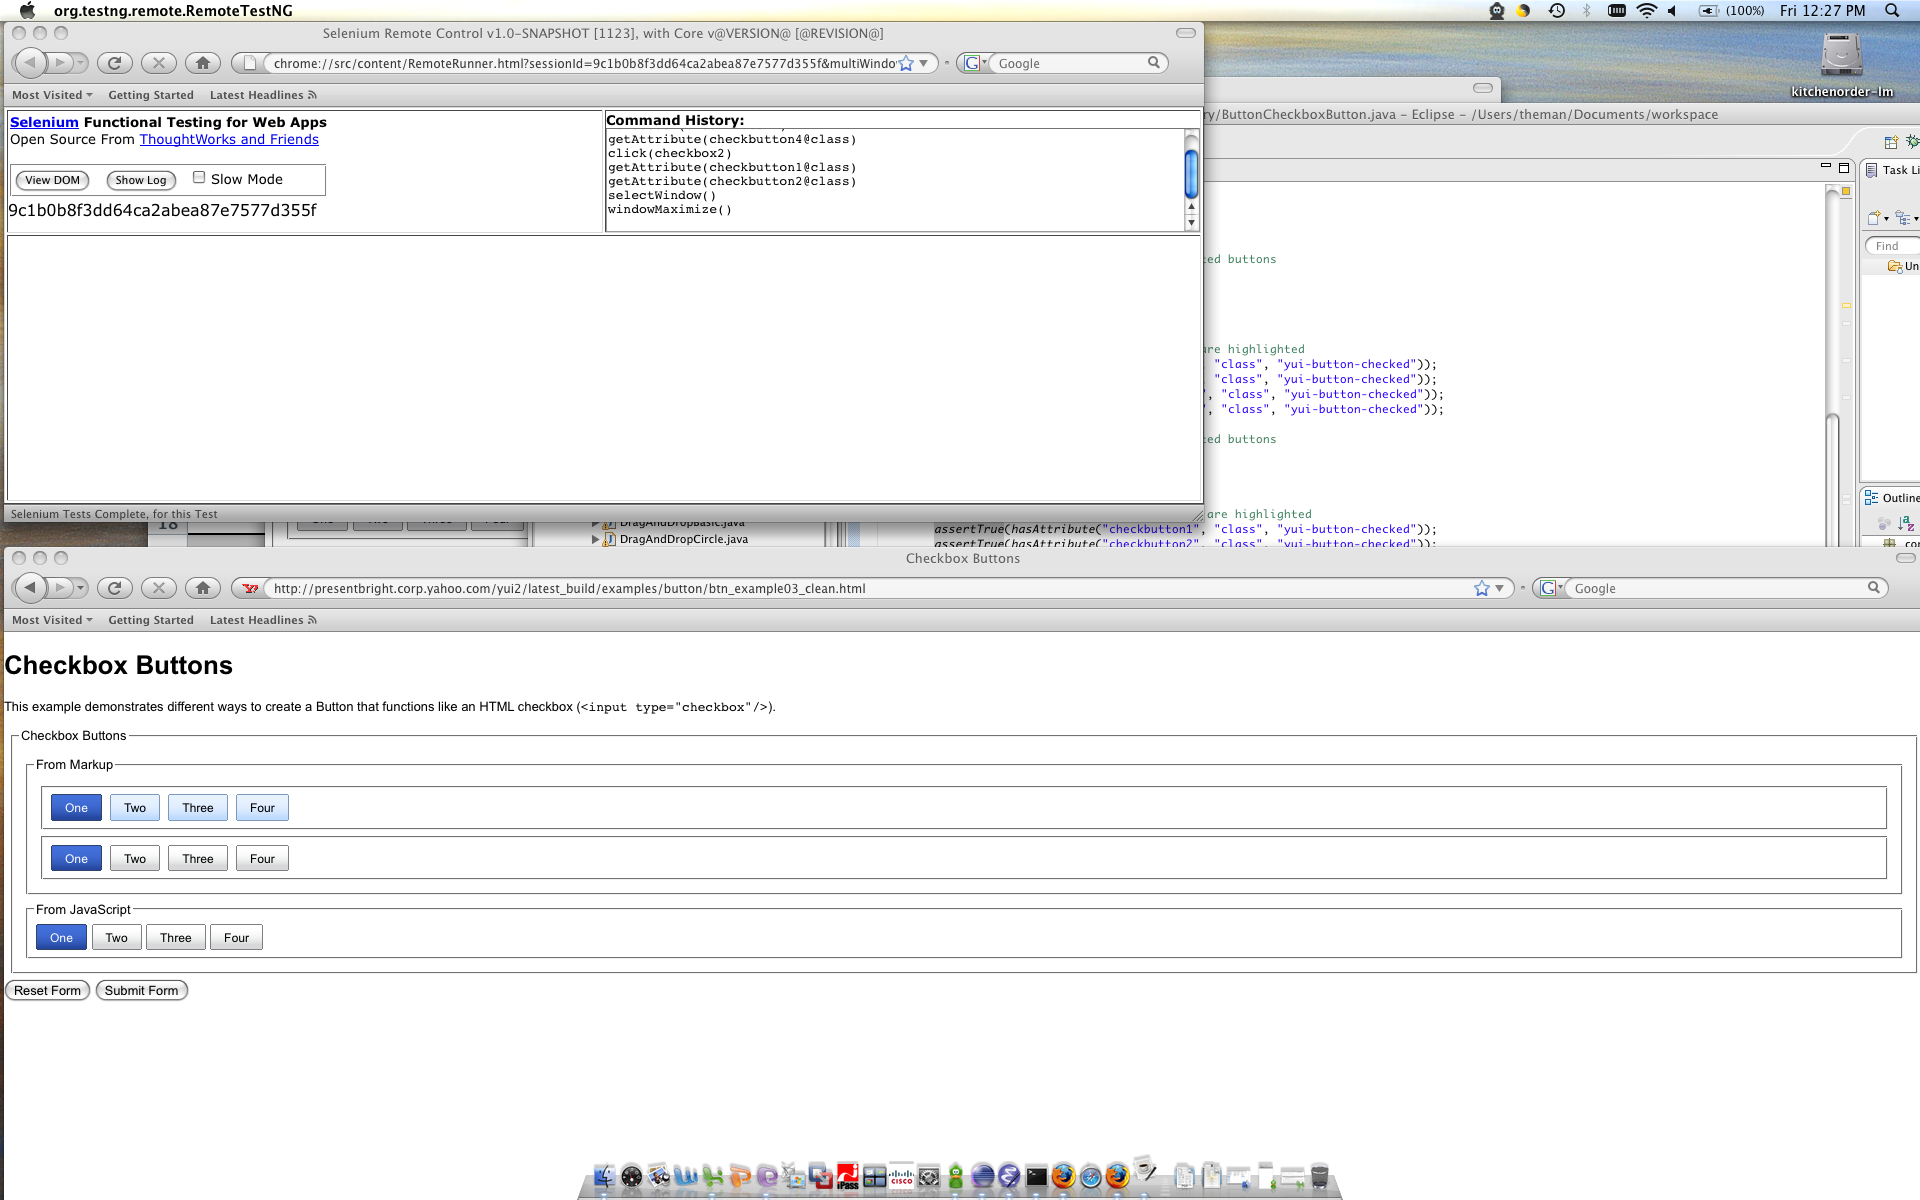 org.testng.remote.RemoteTestNG
(100%) Fri 12:27 PM
Selenium Remote Control v1.0-SNAPSHOT [1123], with Core v@VERSION@ [@REVISION@]
chrome://src/content/RemoteRunner.html?sessionId=9c1b0b8f3dd64ca2abea87e7577d355f&multiWindo
Google
Most Visited Getting Started Latest Headlines
kitchenorder-lm
Selenium Functional Testing for Web Apps
Open Source From ThoughtWorks and Friends
View DOM Show Log Slow Mode
9c1b0b8f3dd64ca2abea87e7577d355f
Command History:
getAttribute(checkbutton4@class)
click(checkbox2)
getAttribute(checkbutton1@class)
getAttribute(checkbutton2@class)
selectWindow()
windowMaximize()
Selenium Tests Complete, for this Test
ry/ButtonCheckboxButton.java - Eclipse - /Users/theman/Documents/workspace
Task Li
Find
Un
ted buttons
are highlighted
, "class", "yui-button-checked"));
, "class", "yui-button-checked"));
, "class", "yui-button-checked"));
, "class", "yui-button-checked"));
ted buttons
are highlighted
assertTrue(hasAttribute("checkbutton1", "class", "yui-button-checked"));
assertTrue(hasAttribute("checkbutton2", "class", "yui-button-checked"));
Outline
co
18
DragAndDropBasic.java
DragAndDropCircle.java
Checkbox Buttons
http://presentbright.corp.yahoo.com/yui2/latest_build/examples/button/btn_example03_clean.html
Google
Most Visited Getting Started Latest Headlines
Checkbox Buttons
This example demonstrates different ways to create a Button that functions like an HTML checkbox (<input type="checkbox"/>).
Checkbox Buttons
From Markup
One Two Three Four
One Two Three Four
From JavaScript
One Two Three Four
Reset Form Submit Form
iPass
CISCO